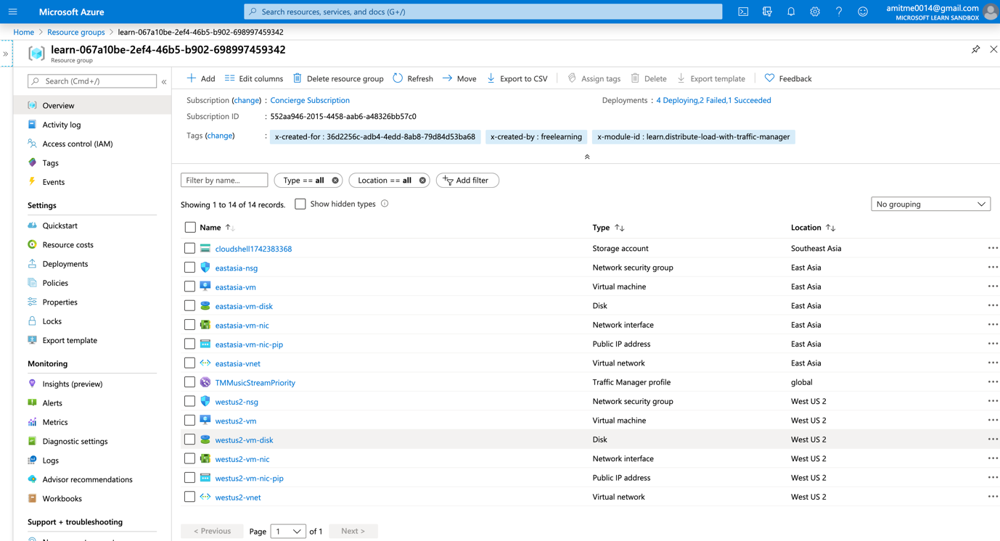 Microsoft Azure
Search resources, services, and docs (G+/)
amitme0014@gmail.com
MICROSOFT LEARN SANDBOX
Home > Resource groups > learn-067a10be-2ef4-46b5-b902-698997459342
»
learn-067a10be-2ef4-46b5-b902-698997459342
Resource group
Search (Cmd+/)
«
Overview
Activity log
Access control (IAM)
Tags
Events
Settings
Quickstart
Resource costs
Deployments
Policies
Properties
Locks
Export template
Monitoring
Insights (preview)
Alerts
Metrics
Diagnostic settings
Logs
Advisor recommendations
Workbooks
Support + troubleshooting
Add Edit columns Delete resource group Refresh Move Export to CSV Assign tags Delete Export template Feedback
Subscription (change) : Concierge Subscription
Deployments : 4 Deploying,2 Failed,1 Succeeded
Subscription ID : 552aa946-2015-4458-aab6-a48326bb57c0
Tags (change) : x-created-for : 36d2256c-adb4-4edd-8ab8-79d84d53ba68 x-created-by : freelearning x-module-id : learn.distribute-load-with-traffic-manager
Filter by name... Type == all Location == all Add filter
Showing 1 to 14 of 14 records. Show hidden types No grouping
Name Type Location
cloudshell1742383368 Storage account Southeast Asia
eastasia-nsg Network security group East Asia
eastasia-vm Virtual machine East Asia
eastasia-vm-disk Disk East Asia
eastasia-vm-nic Network interface East Asia
eastasia-vm-nic-pip Public IP address East Asia
eastasia-vnet Virtual network East Asia
TMMusicStreamPriority Traffic Manager profile global
westus2-nsg Network security group West US 2
westus2-vm Virtual machine West US 2
westus2-vm-disk Disk West US 2
westus2-vm-nic Network interface West US 2
westus2-vm-nic-pip Public IP address West US 2
westus2-vnet Virtual network West US 2
< Previous Page 1 of 1 Next >